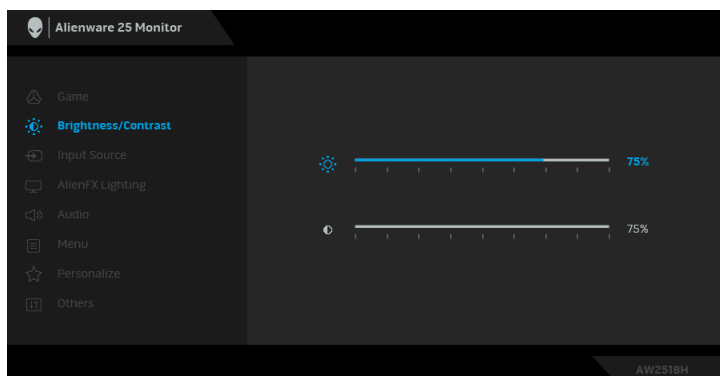 Alienware 25 Monitor
Game
Brightness/Contrast
Input Source
AlienFX Lighting
Audio
Menu
Personalize
Others
75%
75%
AW2518H